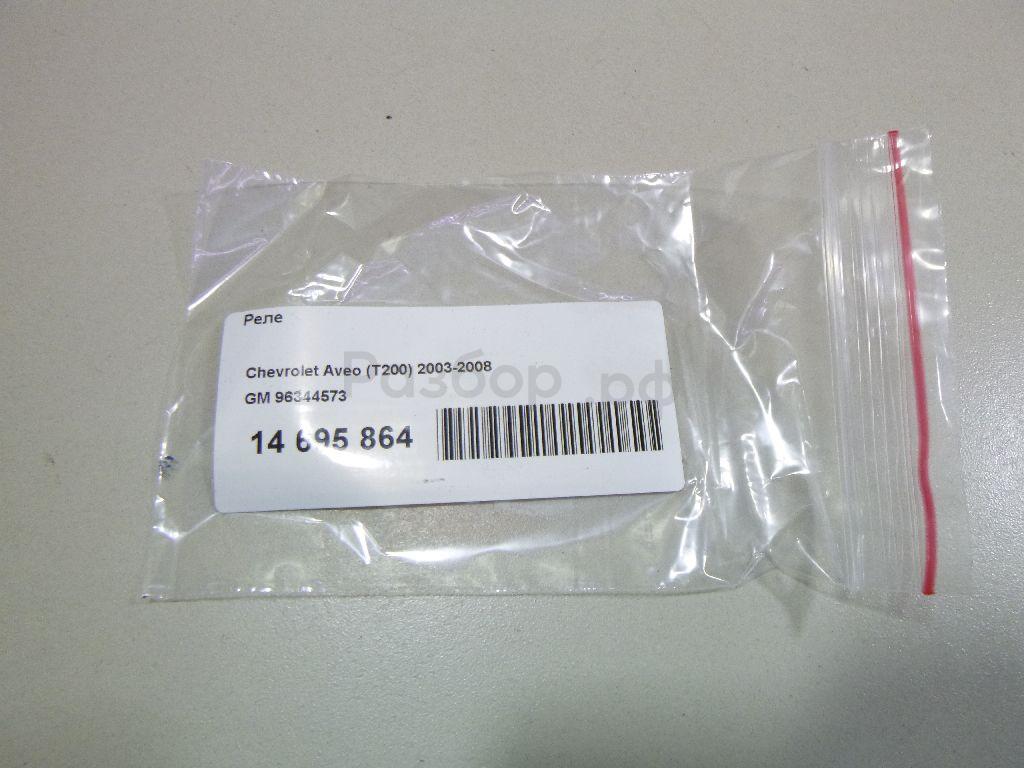 Реле
Chevrolet Aveo (T200) 2003-2008
Разбор.рф
GM 96344573
14 695 864